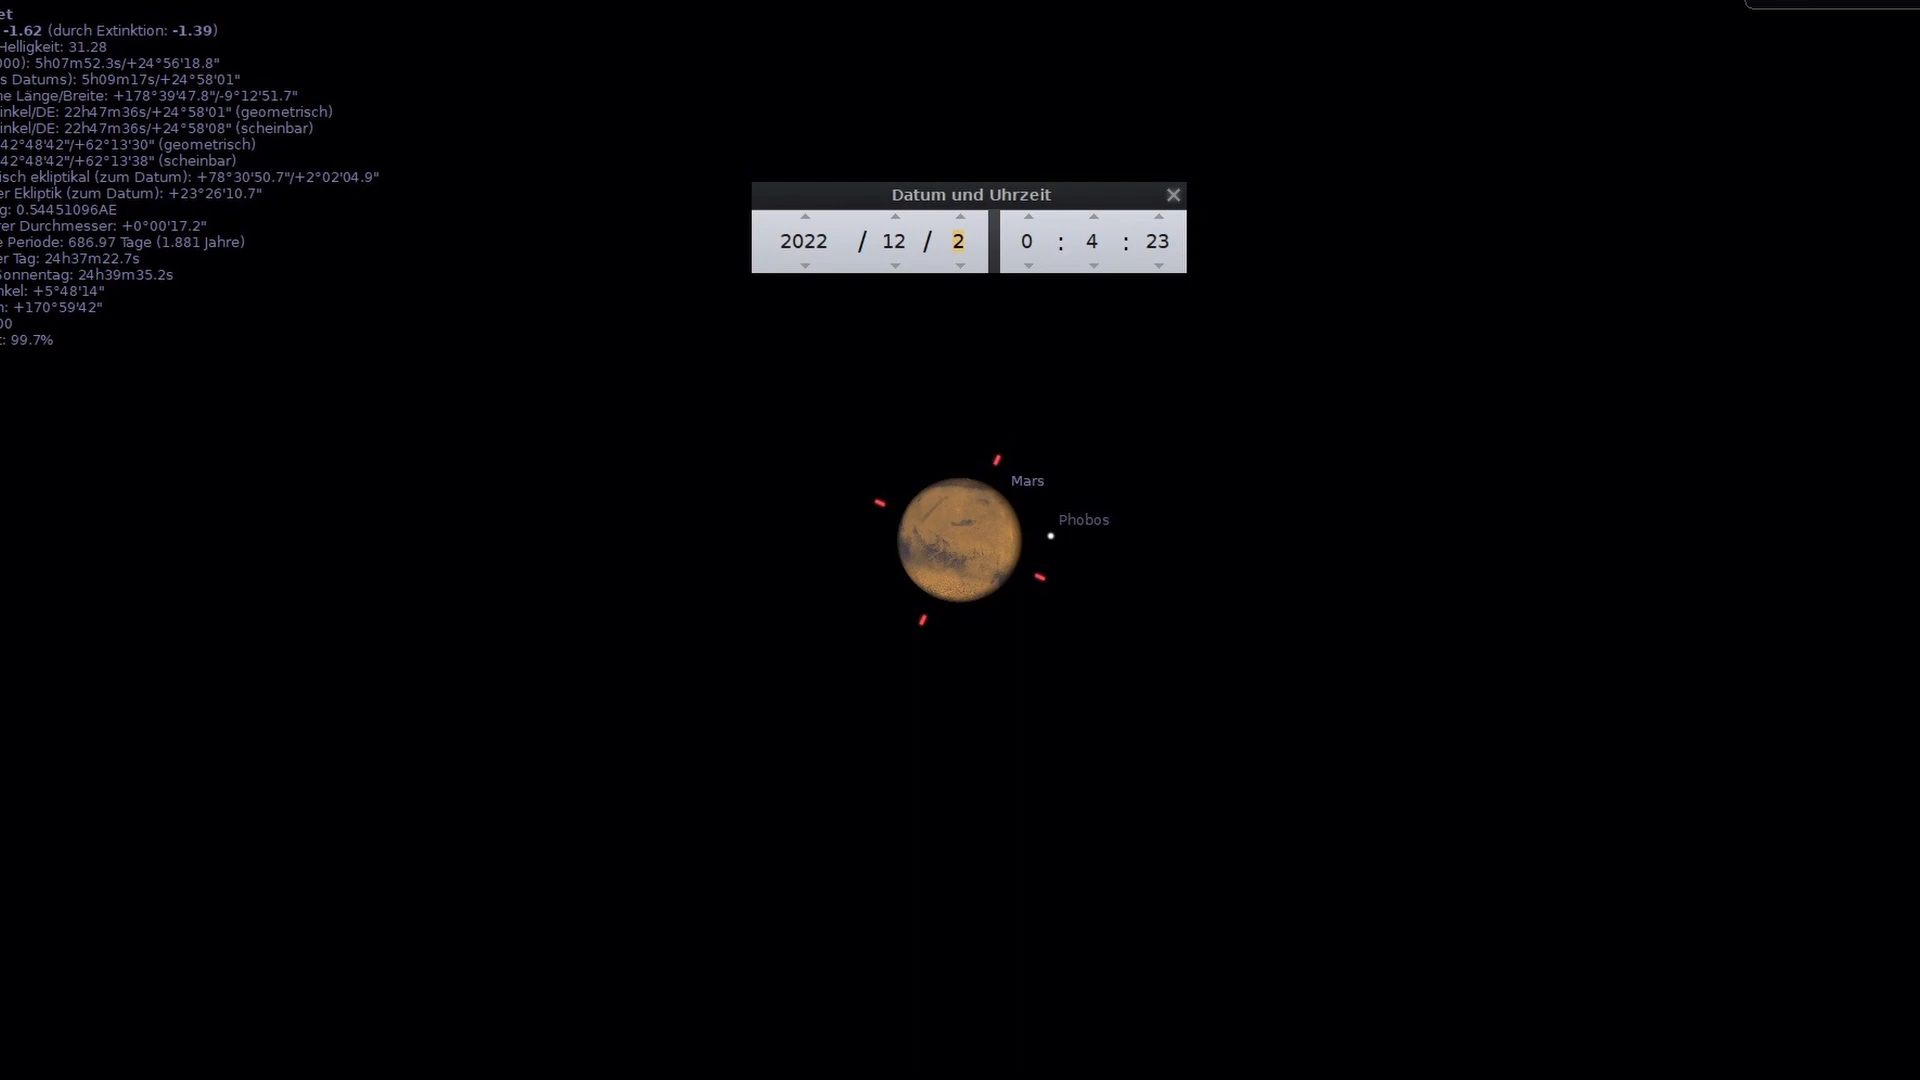 et
-1.62 (durch Extinktion: -1.39)
Helligkeit: 31.28
00): 5h07m52.3s/+24°56'18.8"
s Datums): 5h09m17s/+24°58'01"
ne Länge/Breite: +178°39'47.8"/-9°12'51.7"
inkel/DE: 22h47m36s/+24°58'01" (geometrisch)
inkel/DE: 22h47m36s/+24°58'08" (scheinbar)
42°48'42"/+62°13'30" (geometrisch)
42°48'42"/+62°13'38" (scheinbar)
isch ekliptikal (zum Datum): +78°30'50.7"/+2°02'04.9"
er Ekliptik (zum Datum): +23°26'10.7"
g: 0.54451096AE
rer Durchmesser: +0°00'17.2"
e Periode: 686.97 Tage (1.881 Jahre)
er Tag: 24h37m22.7s
Sonnentag: 24h39m35.2s
nkel: +5°48'14"
n: +170°59'42"
00
t: 99.7%
Datum und Uhrzeit
2022 / 12 / 2 0 : 4 : 23
Mars
Phobos